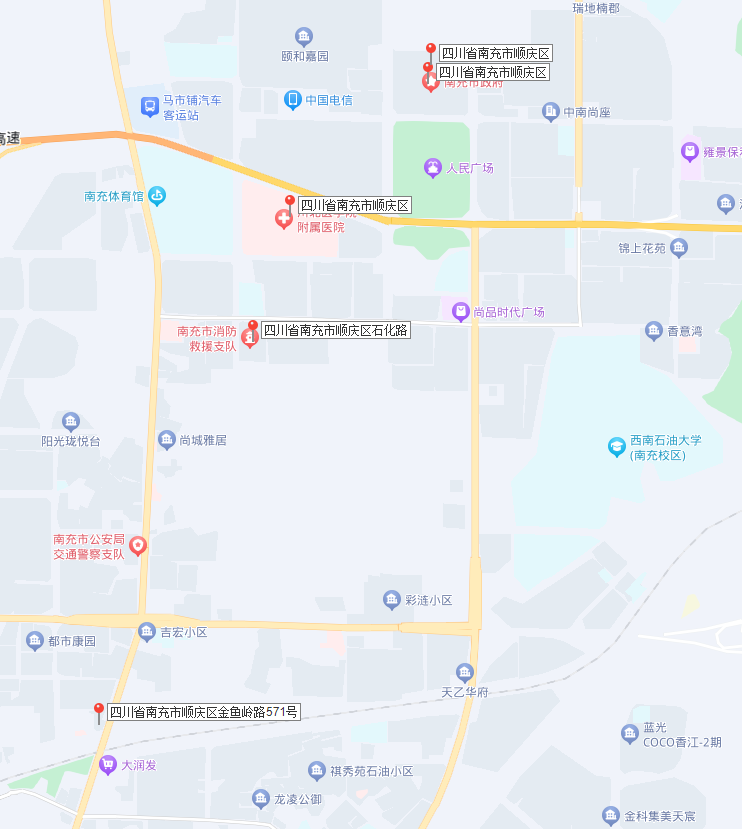 瑞地楠郡
颐和嘉园
四川省南充市顺庆区
四川省南充市顺庆区
南充市政府
马市铺汽车
客运站
中国电信
中南尚座
高速
人民广场
雍景保利
南充体育馆
四川省南充市顺庆区
川北医学院
附属医院
锦上花苑
尚品时代广场
四川省南充市顺庆区石化路
南充市消防
救援支队
香意湾
阳光珑悦台
尚城雅居
西南石油大学
(南充校区)
南充市公安局
交通警察支队
彩涟小区
吉宏小区
都市康园
天乙华府
四川省南充市顺庆区金鱼岭路571号
蓝光
COCO香江-2期
大润发
祺秀苑石油小区
龙凌公御
金科集美天宸